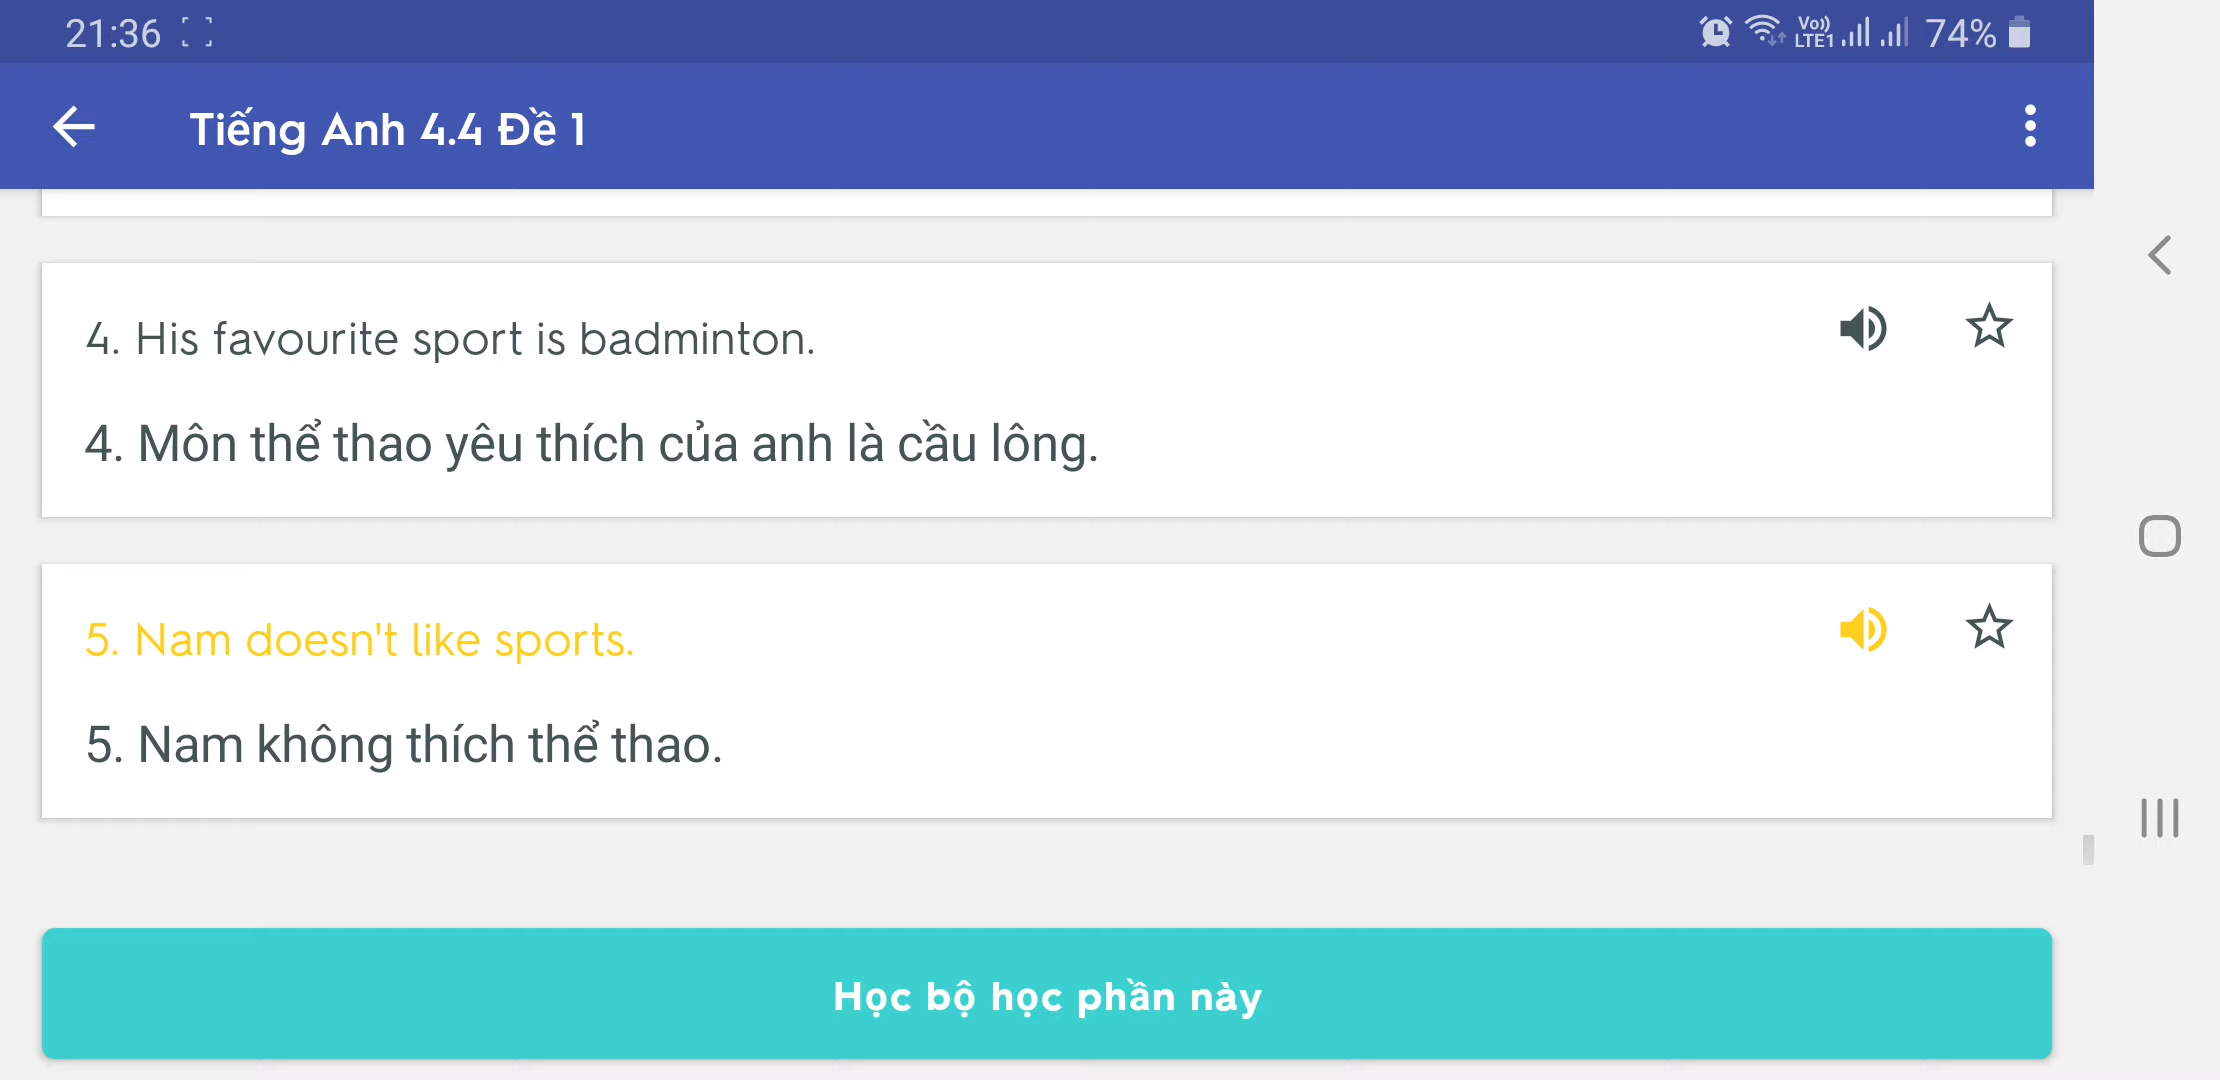 21:36
Vo)) LTE1 74%
Tiếng Anh 4.4 Đề 1
4. His favourite sport is badminton.
4. Môn thể thao yêu thích của anh là cầu lông.
5. Nam doesn't like sports.
5. Nam không thích thể thao.
Học bộ học phần này